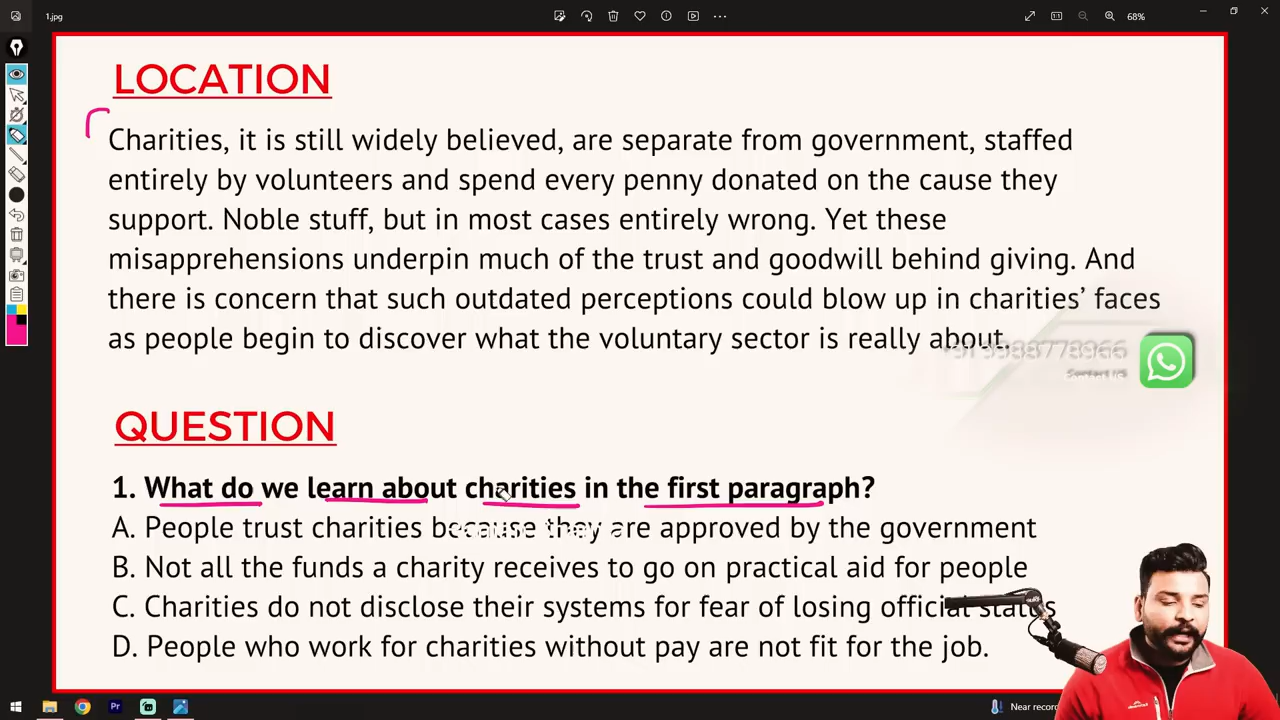 1.jpg
68%
LOCATION
Charities, it is still widely believed, are separate from government, staffed
entirely by volunteers and spend every penny donated on the cause they
support. Noble stuff, but in most cases entirely wrong. Yet these
misapprehensions underpin much of the trust and goodwill behind giving. And
there is concern that such outdated perceptions could blow up in charities’ faces
as people begin to discover what the voluntary sector is really about.
Contact US
QUESTION
1. What do we learn about charities in the first paragraph?
A. People trust charities because they are approved by the government
B. Not all the funds a charity receives to go on practical aid for people
C. Charities do not disclose their systems for fear of losing official status
D. People who work for charities without pay are not fit for the job.
Near record